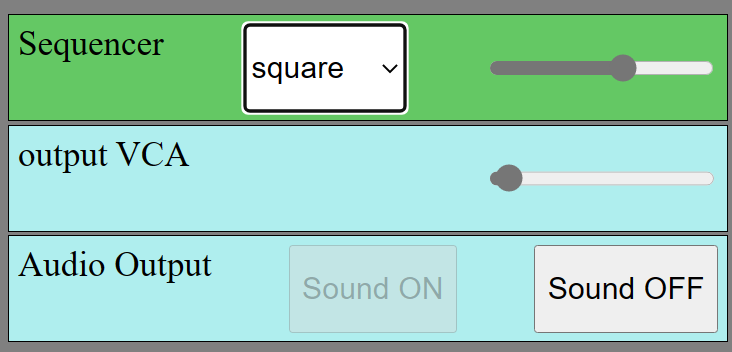 Sequencer
square
output VCA
Audio Output
Sound ON
Sound OFF